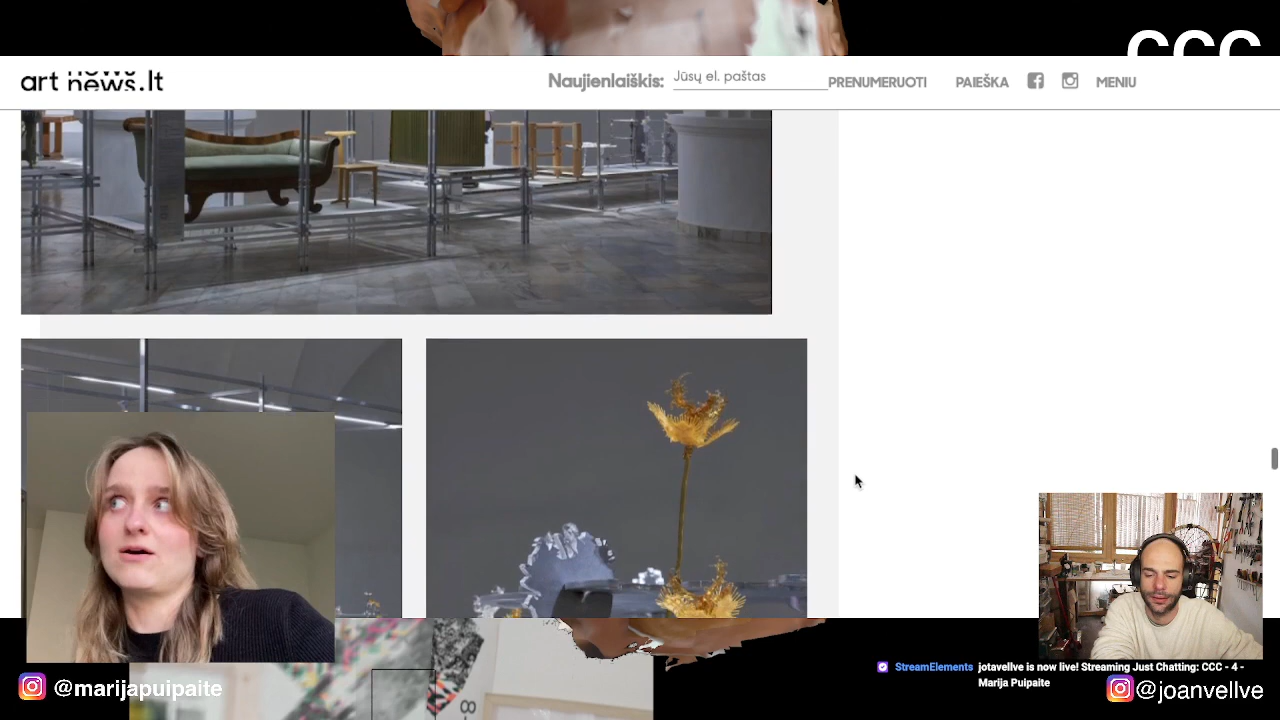 CCC
art news.lt
Naujienlaiškis: Jūsų el. paštas PRENUMERUOTI PAIEŠKA MENIU
StreamElements jotavellve is now live! Streaming Just Chatting: CCC - 4 -
Marija Puipaite
@marijapuipaite
@joanvellve